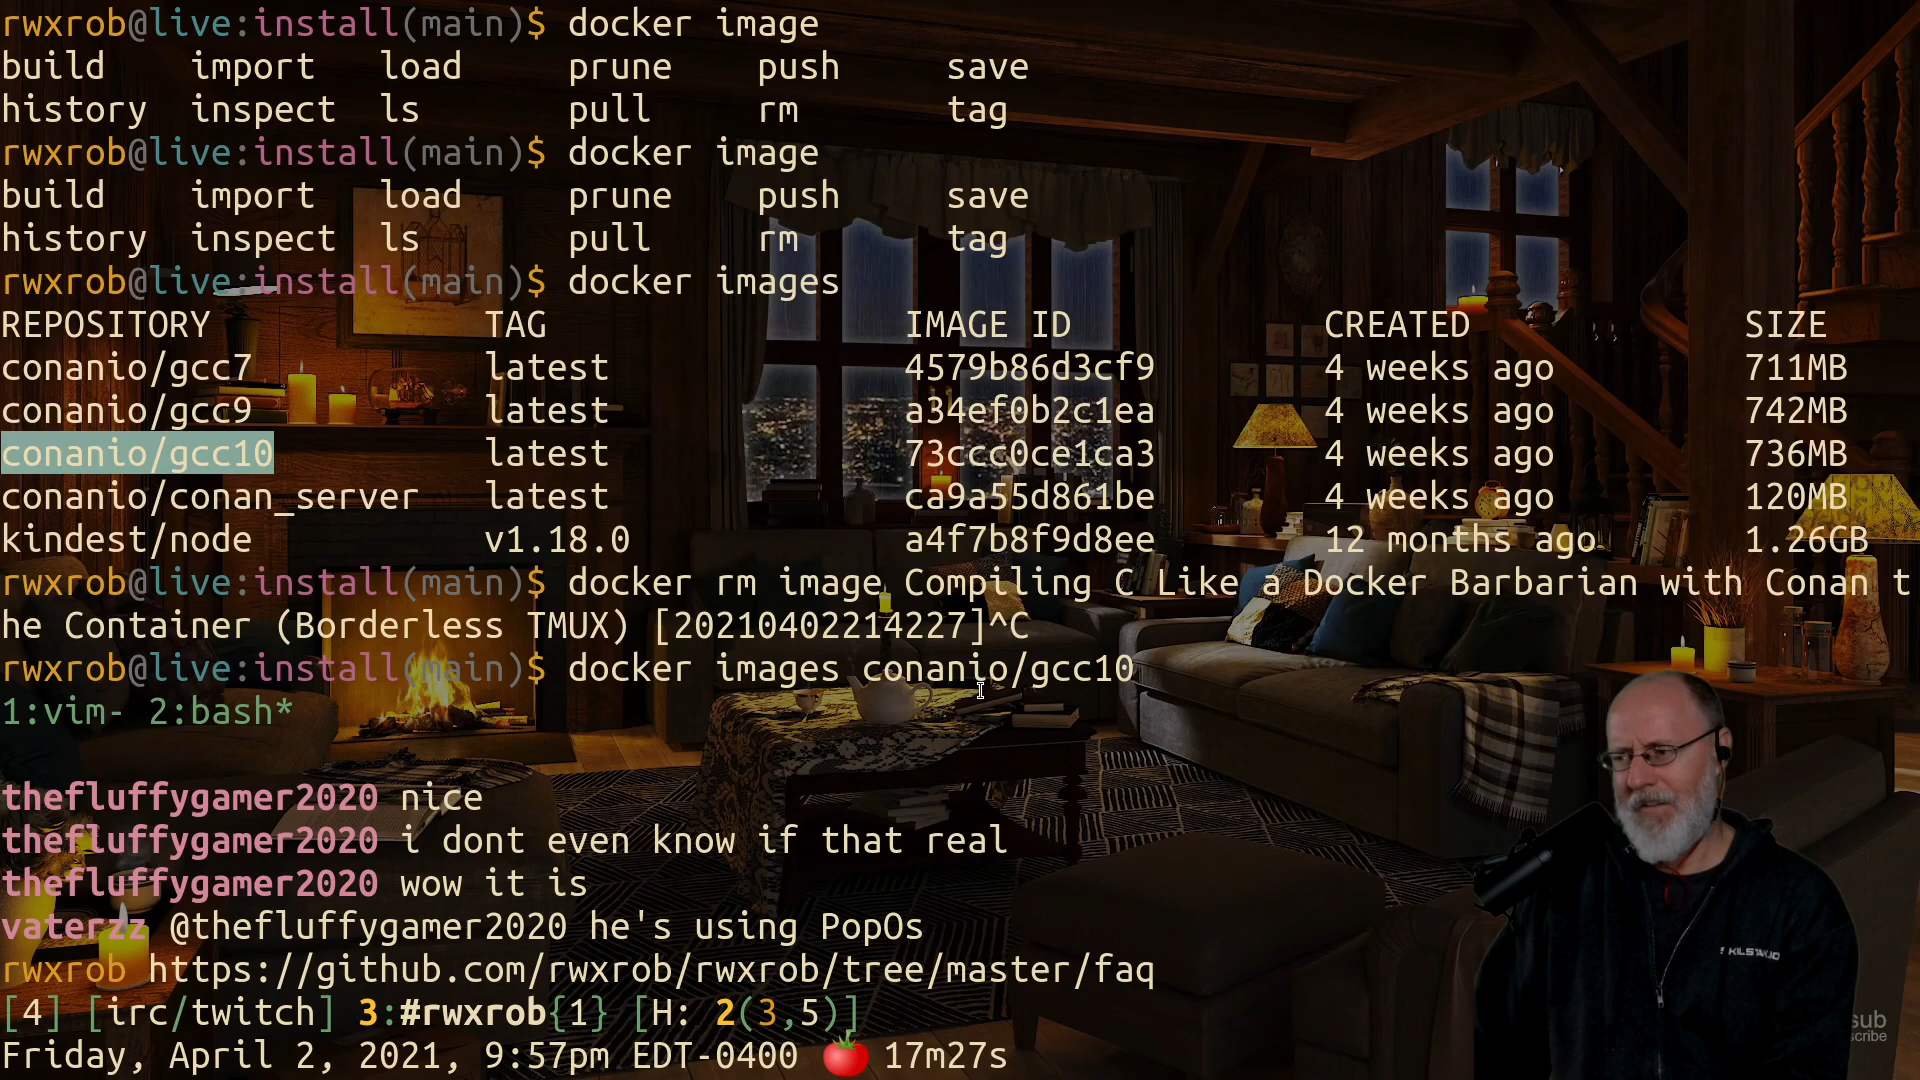 rwxrob@live:install(main)$ docker image
build    import   load     prune    push     save
history  inspect  ls       pull     rm       tag
rwxrob@live:install(main)$ docker image
build    import   load     prune    push     save
history  inspect  ls       pull     rm       tag
rwxrob@live:install(main)$ docker images
REPOSITORY             TAG                 IMAGE ID            CREATED             SIZE
conanio/gcc7           latest              4579b86d3cf9        4 weeks ago         711MB
conanio/gcc9           latest              a34ef0b2c1ea        4 weeks ago         742MB
conanio/gcc10          latest              73ccc0ce1ca3        4 weeks ago         736MB
conanio/conan_server   latest              ca9a55d861be        4 weeks ago         120MB
kindest/node           v1.18.0             a4f7b8f9d8ee        12 months ago       1.26GB
rwxrob@live:install(main)$ docker rm image Compiling C Like a Docker Barbarian with Conan t
he Container (Borderless TMUX) [20210402214227]^C
rwxrob@live:install(main)$ docker images conanio/gcc10
1:vim- 2:bash*
thefluffygamer2020 nice
thefluffygamer2020 i dont even know if that real
thefluffygamer2020 wow it is
vaterzz @thefluffygamer2020 he's using PopOs
rwxrob https://github.com/rwxrob/rwxrob/tree/master/faq
[4] [irc/twitch] 3:#rwxrob{1} [H: 2(3,5)]
Friday, April 2, 2021, 9:57pm EDT-0400 🍅 17m27s
sub
scribe